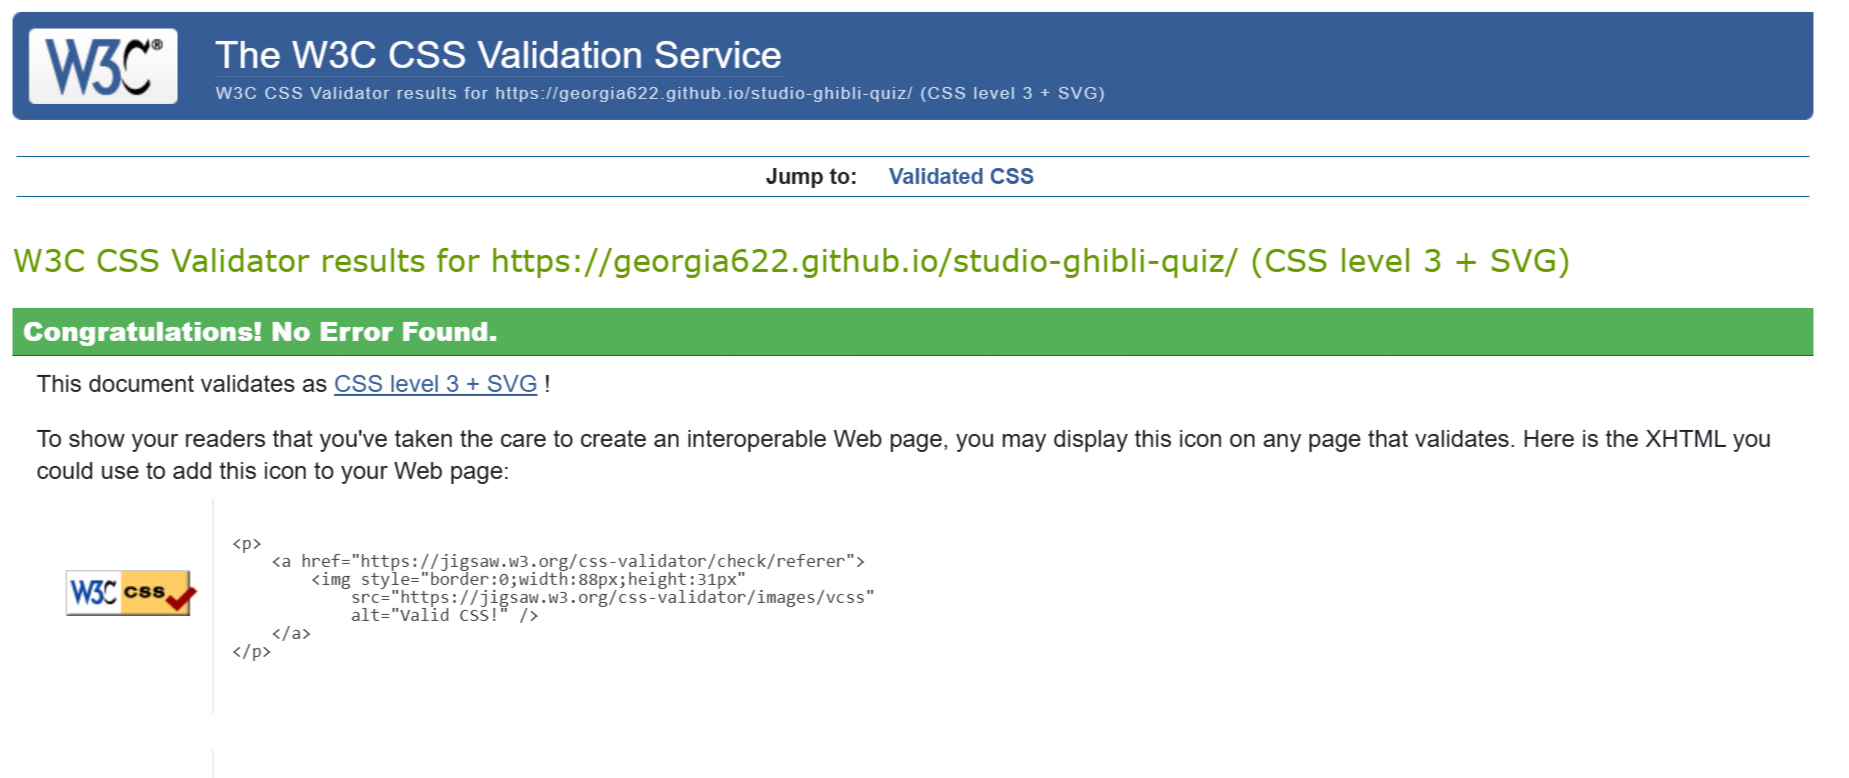 W3C®
The W3C CSS Validation Service
W3C CSS Validator results for https://georgia622.github.io/studio-ghibli-quiz/ (CSS level 3 + SVG)
Jump to: Validated CSS
W3C CSS Validator results for https://georgia622.github.io/studio-ghibli-quiz/ (CSS level 3 + SVG)
Congratulations! No Error Found.
This document validates as CSS level 3 + SVG !
To show your readers that you've taken the care to create an interoperable Web page, you may display this icon on any page that validates. Here is the XHTML you
could use to add this icon to your Web page:
W3C css
<p>
    <a href="https://jigsaw.w3.org/css-validator/check/referer">
        <img style="border:0;width:88px;height:31px"
            src="https://jigsaw.w3.org/css-validator/images/vcss"
            alt="Valid CSS!" />
    </a>
</p>